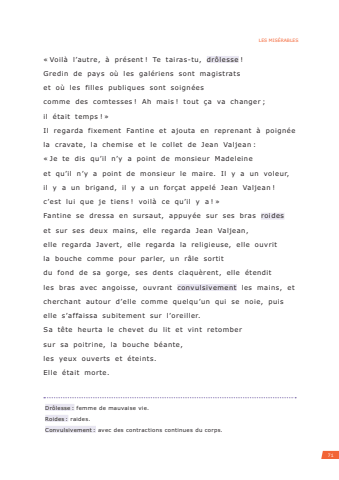 LES MISÉRABLES
« Voilà l'autre, à présent ! Te tairas-tu, drôlesse !
Gredin de pays où les galériens sont magistrats
et où les filles publiques sont soignées
comme des comtesses ! Ah mais ! tout ça va changer ;
il était temps ! »
Il regarda fixement Fantine et ajouta en reprenant à poignée
la cravate, la chemise et le collet de Jean Valjean :
« Je te dis qu'il n'y a point de monsieur Madeleine
et qu'il n'y a point de monsieur le maire. Il y a un voleur,
il y a un brigand, il y a un forçat appelé Jean Valjean !
c'est lui que je tiens ! voilà ce qu'il y a ! »
Fantine se dressa en sursaut, appuyée sur ses bras roides
et sur ses deux mains, elle regarda Jean Valjean,
elle regarda Javert, elle regarda la religieuse, elle ouvrit
la bouche comme pour parler, un râle sortit
du fond de sa gorge, ses dents claquèrent, elle étendit
les bras avec angoisse, ouvrant convulsivement les mains, et
cherchant autour d'elle comme quelqu'un qui se noie, puis
elle s'affaissa subitement sur l'oreiller.
Sa tête heurta le chevet du lit et vint retomber
sur sa poitrine, la bouche béante,
les yeux ouverts et éteints.
Elle était morte.
Drôlesse : femme de mauvaise vie.
Roides : raides.
Convulsivement : avec des contractions continues du corps.
71